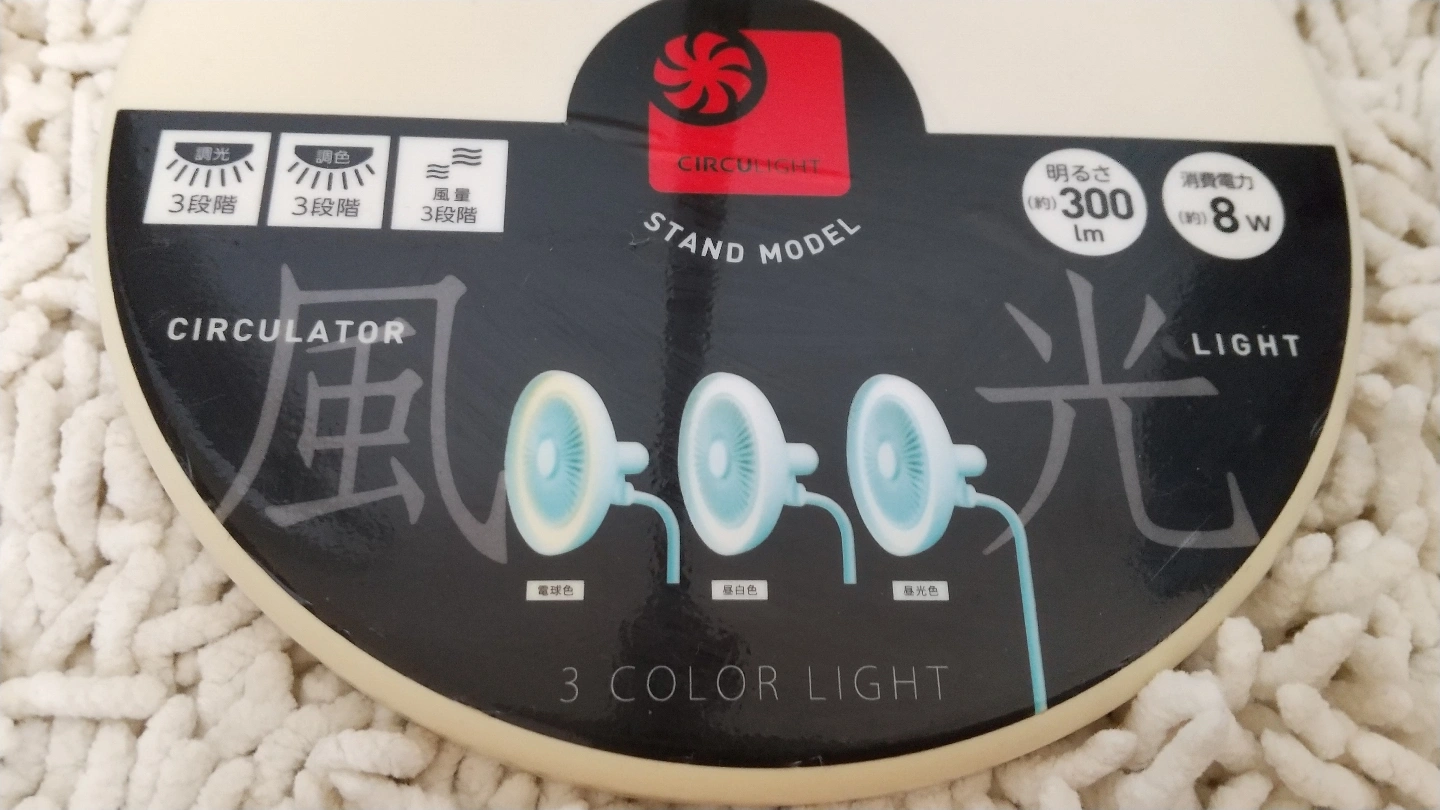 調光
3段階
調色
3段階
風量
3段階
CIRCULIGHT
STAND MODEL
明るさ
(約)300
lm
消費電力
(約)8W
風
CIRCULATOR
光
LIGHT
電球色
昼白色
昼光色
3 COLOR LIGHT